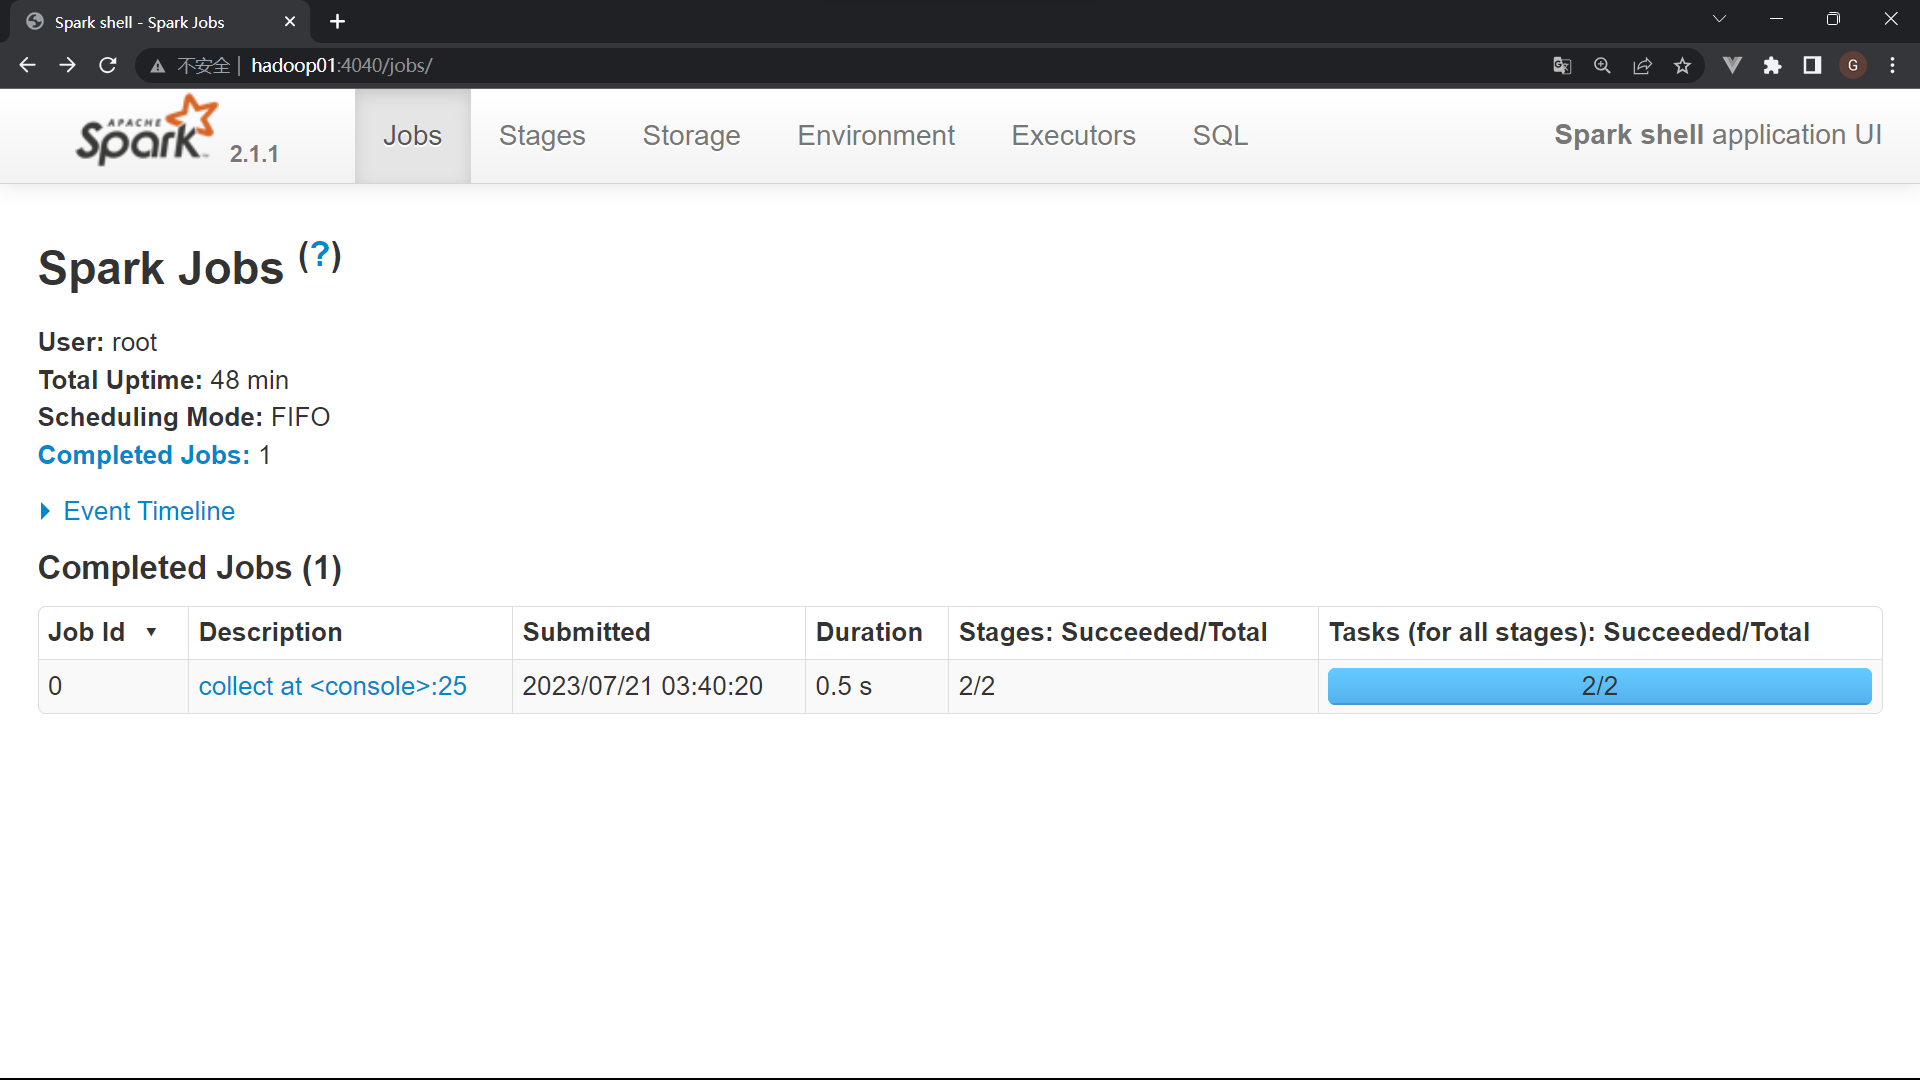 Spark shell - Spark Jobs
不安全 | hadoop01:4040/jobs/
G
APACHE
Spark™ 2.1.1
Jobs Stages Storage Environment Executors SQL Spark shell application UI
Spark Jobs (?)
User: root
Total Uptime: 48 min
Scheduling Mode: FIFO
Completed Jobs: 1
Event Timeline
Completed Jobs (1)
Job Id ▾ Description Submitted Duration Stages: Succeeded/Total Tasks (for all stages): Succeeded/Total
0 collect at <console>:25 2023/07/21 03:40:20 0.5 s 2/2 2/2